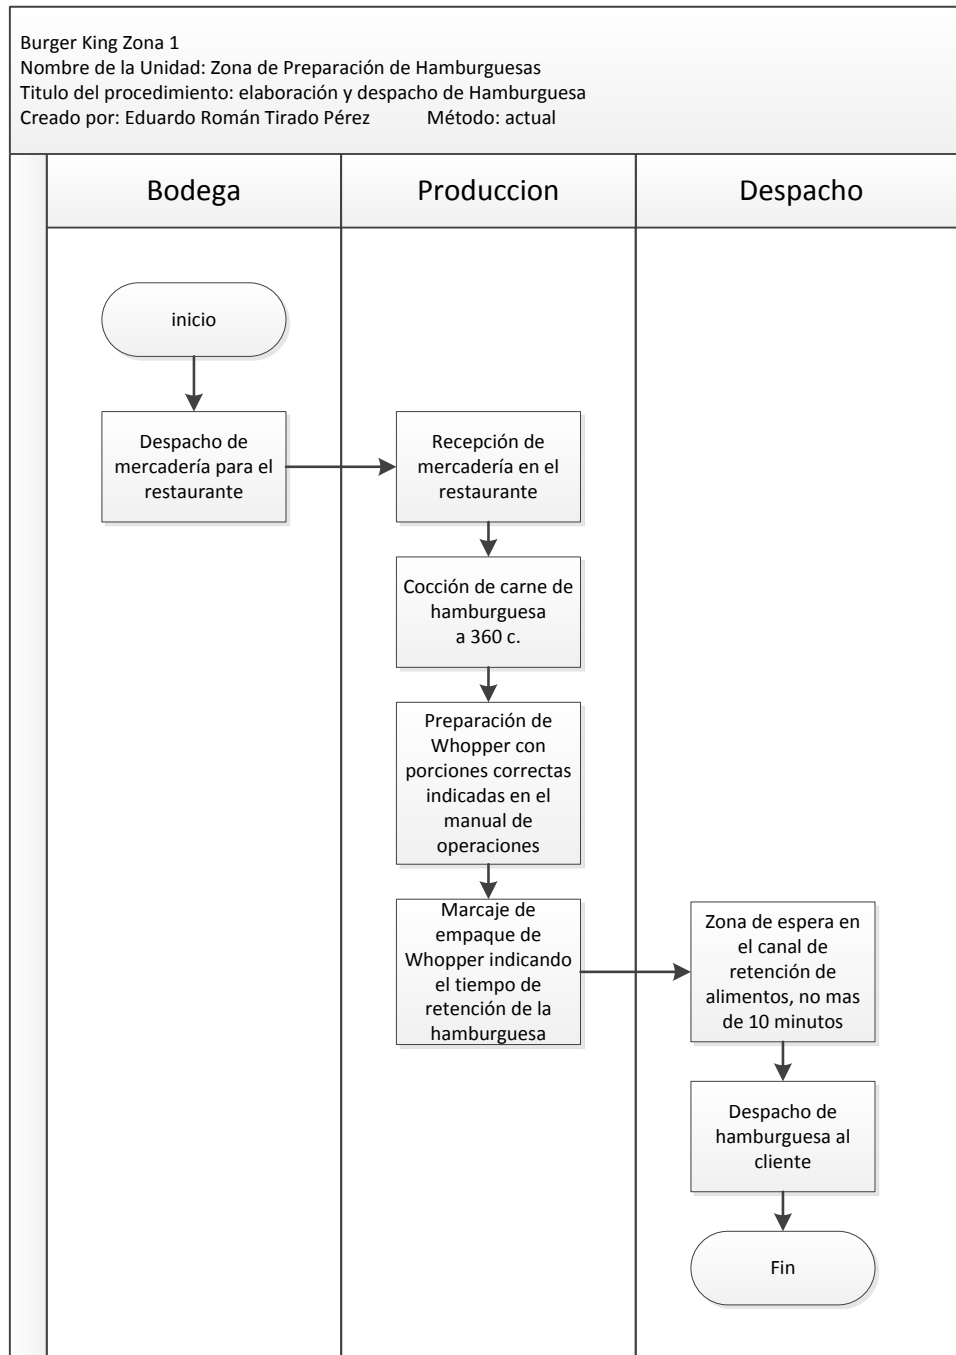 Burger King Zona 1
Nombre de la Unidad: Zona de Preparación de Hamburguesas
Titulo del procedimiento: elaboración y despacho de Hamburguesa
Creado por: Eduardo Román Tirado Pérez Método: actual
Bodega
Produccion
Despacho
inicio
Despacho de
mercadería para el
restaurante
Recepción de
mercadería en el
restaurante
Cocción de carne de
hamburguesa
a 360 c.
Preparación de
Whopper con
porciones correctas
indicadas en el
manual de
operaciones
Marcaje de
empaque de
Whopper indicando
el tiempo de
retención de la
hamburguesa
Zona de espera en
el canal de
retención de
alimentos, no mas
de 10 minutos
Despacho de
hamburguesa al
cliente
Fin